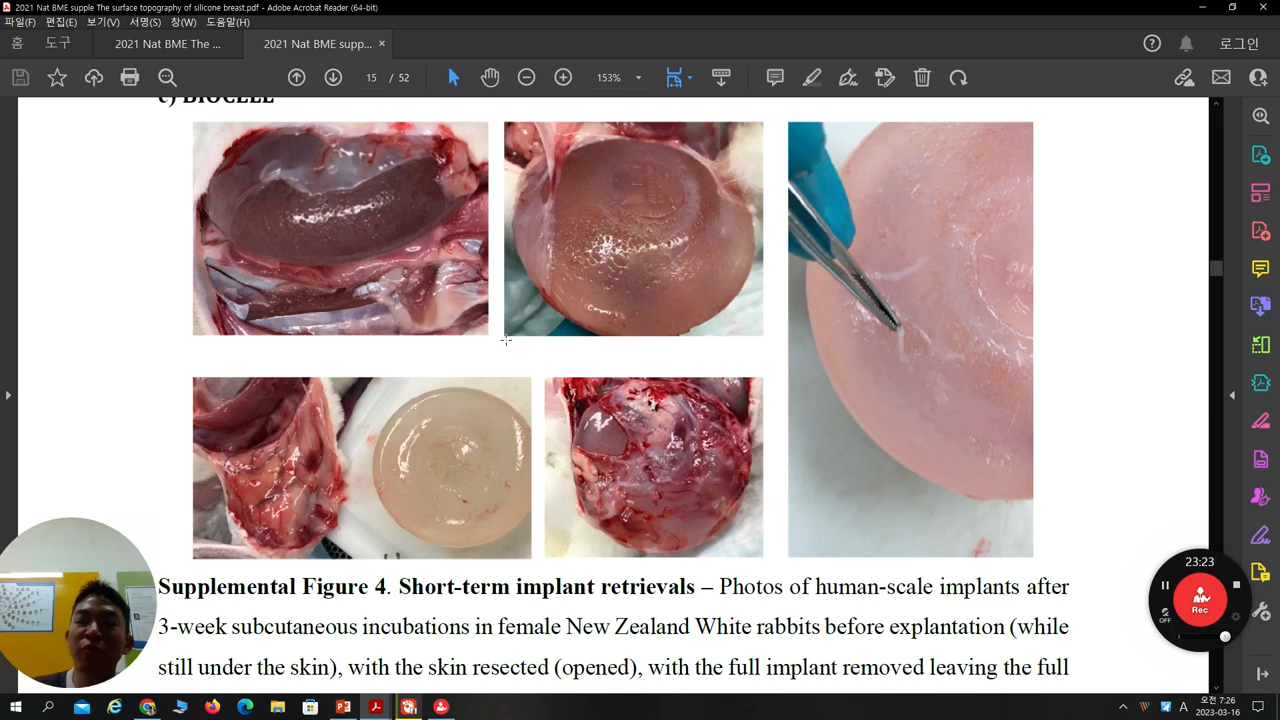 2021 Nat BME supple The surface topography of silicone breast.pdf - Adobe Acrobat Reader (64-bit)
파일(F) 편집(E) 보기(V) 서명(S) 창(W) 도움말(H)
홈 도구 2021 Nat BME The ... 2021 Nat BME supp... × 로그인
15 / 52 153%
c) BIOCELL
Supplemental Figure 4. Short-term implant retrievals – Photos of human-scale implants after
3-week subcutaneous incubations in female New Zealand White rabbits before explantation (while
still under the skin), with the skin resected (opened), with the full implant removed leaving the full
23:23
Rec
OFF
A 오전 7:26
2023-03-16